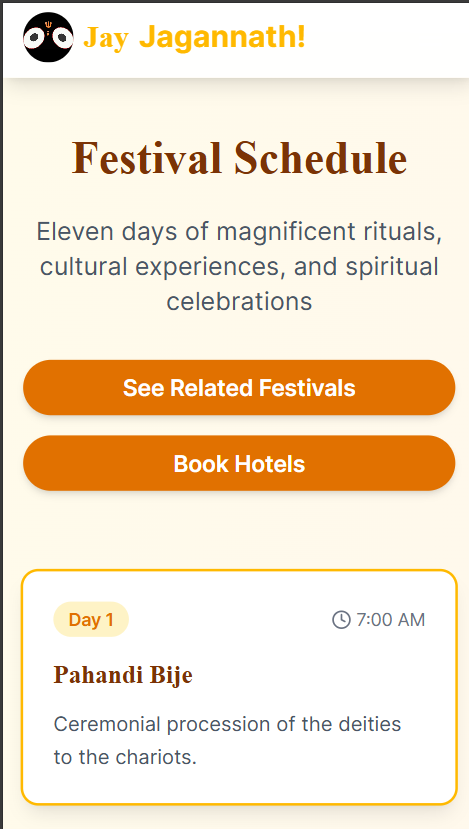 Jay Jagannath!
Festival Schedule
Eleven days of magnificent rituals,
cultural experiences, and spiritual
celebrations
See Related Festivals
Book Hotels
Day 1
7:00 AM
Pahandi Bije
Ceremonial procession of the deities
to the chariots.